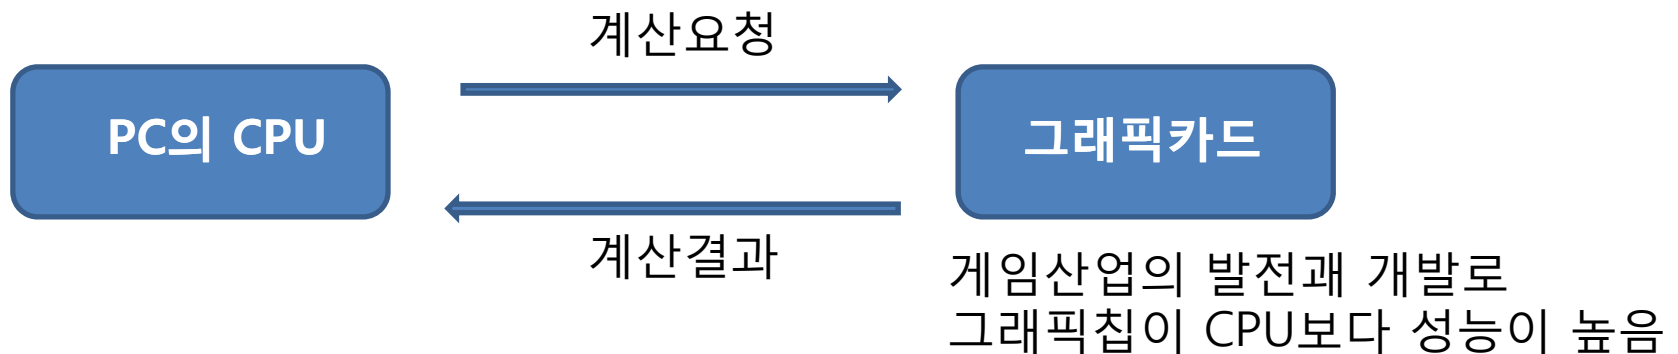 계산요청
PC의 CPU
그래픽카드
계산결과
게임산업의 발전괘 개발로
그래픽칩이 CPU보다 성능이 높음